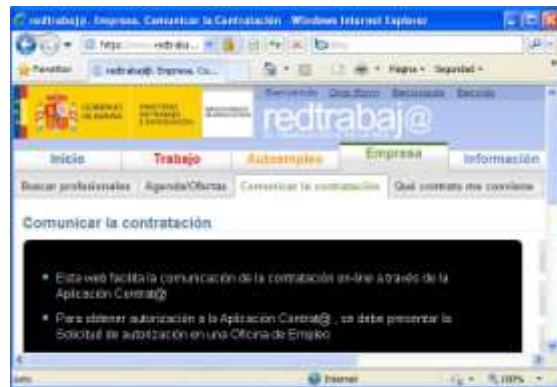 redtrabaj@. Empresa. Comunicar la Contratación - Windows Internet Explorer
Favoritos
Página
Seguridad
GOBIERNO DE ESPAÑA
redtrabaj@
Inicio
Trabajo
Autoempleo
Empresa
Información
Buscar profesionales
Agenda/Ofertas
Comunicar la contratación
Qué contrato me conviene
Comunicar la contratación
Esta web facilita la comunicación de la contratación on-line a través de la
Aplicación Contrat@
Para obtener autorización a la Aplicación Contrat@, se debe presentar la
Solicitud de autorización en una Oficina de Empleo
Listo
Internet
100%